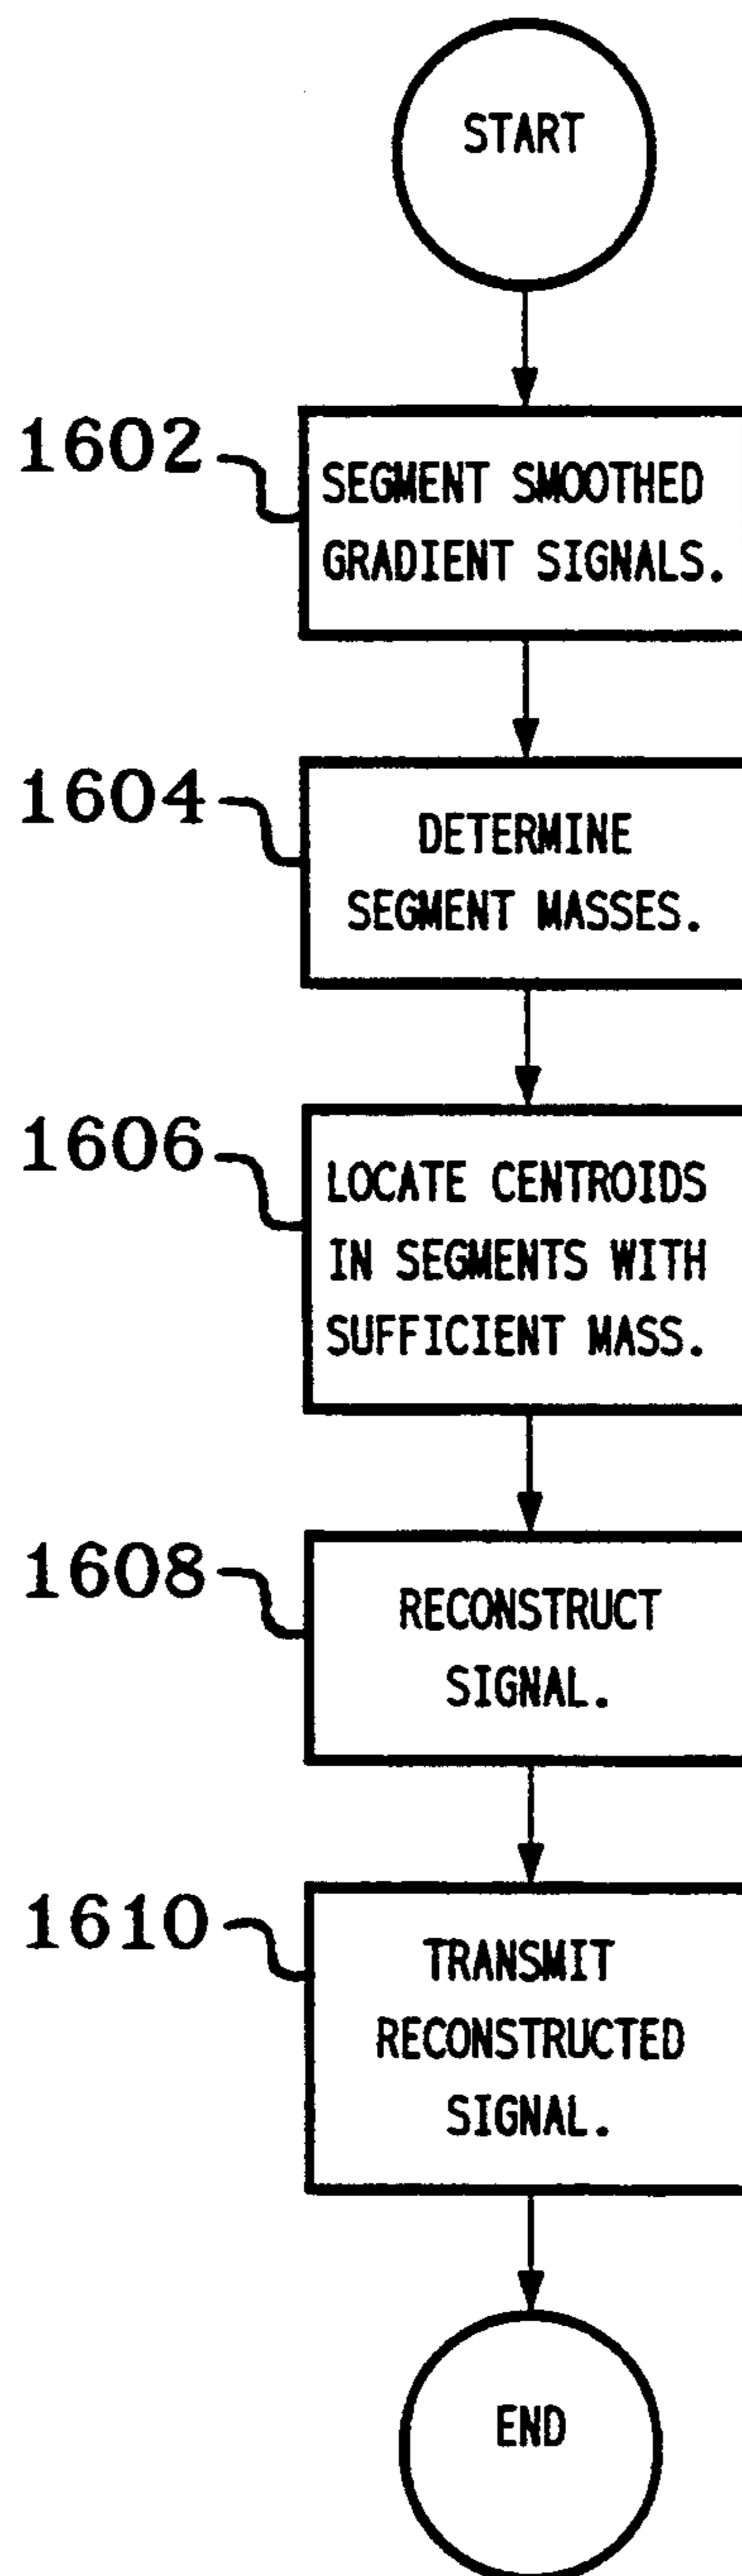 START
1602
SEGMENT SMOOTHED
GRADIENT SIGNALS.
1604
DETERMINE
SEGMENT MASSES.
1606
LOCATE CENTROIDS
IN SEGMENTS WITH
SUFFICIENT MASS.
1608
RECONSTRUCT
SIGNAL.
1610
TRANSMIT
RECONSTRUCTED
SIGNAL.
END